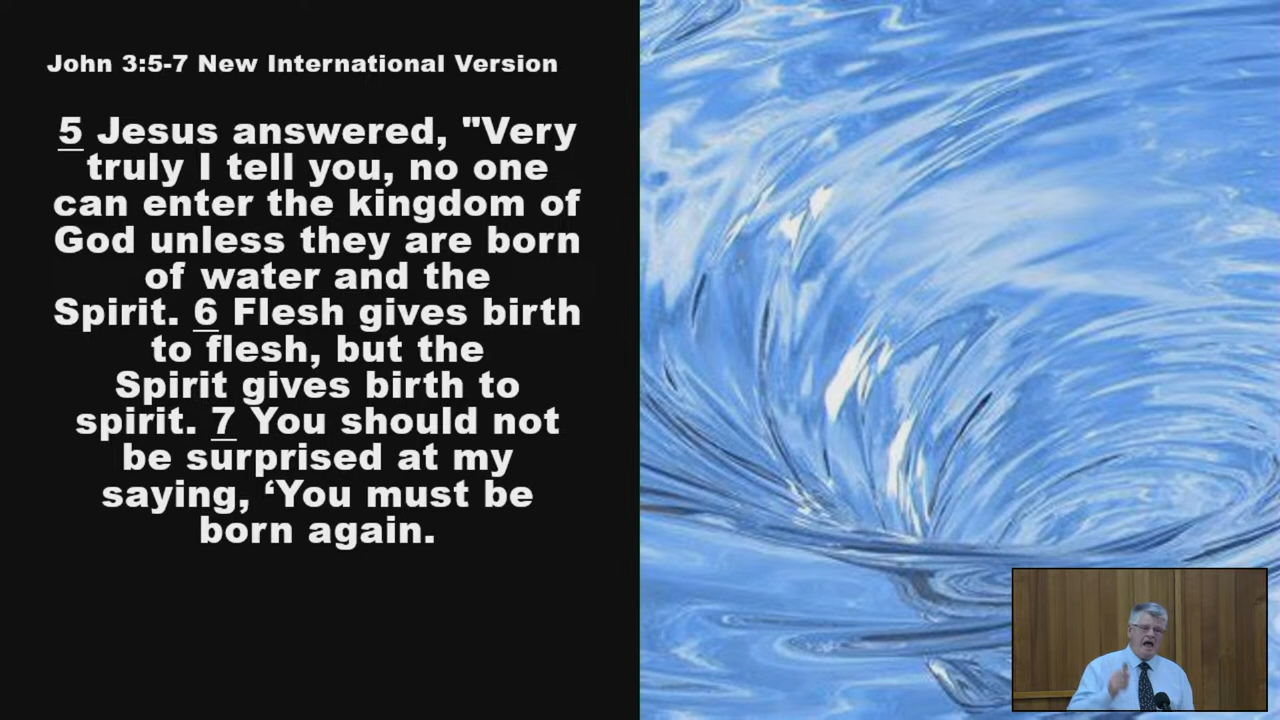 John 3:5-7 New International Version
5 Jesus answered, "Very
truly I tell you, no one
can enter the kingdom of
God unless they are born
of water and the
Spirit. 6 Flesh gives birth
to flesh, but the
Spirit gives birth to
spirit. 7 You should not
be surprised at my
saying, ‘You must be
born again.